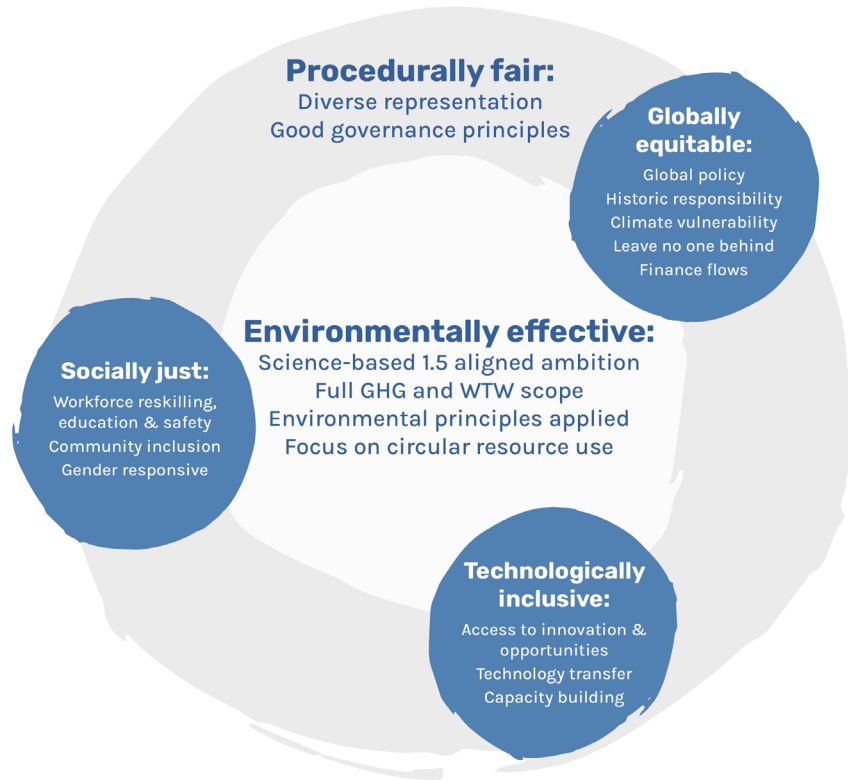 Procedurally fair:
Diverse representation
Good governance principles
Globally
equitable:
Global policy
Historic responsibility
Climate vulnerability
Leave no one behind
Finance flows
Environmentally effective:
Science-based 1.5 aligned ambition
Full GHG and WTW scope
Environmental principles applied
Focus on circular resource use
Socially just:
Workforce reskilling,
education & safety
Community inclusion
Gender responsive
Technologically
inclusive:
Access to innovation &
opportunities
Technology transfer
Capacity building